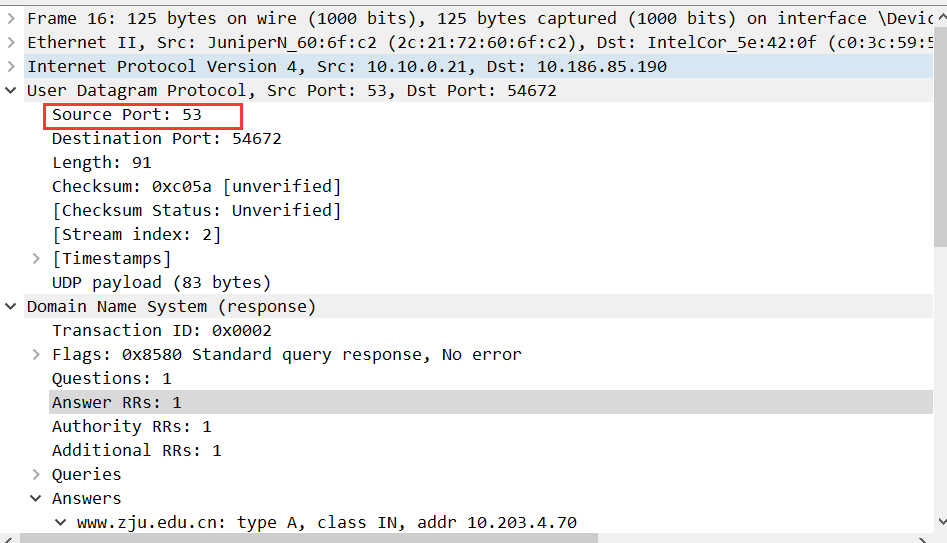 Frame 16: 125 bytes on wire (1000 bits), 125 bytes captured (1000 bits) on interface \Devic
Ethernet II, Src: JuniperN_60:6f:c2 (2c:21:72:60:6f:c2), Dst: IntelCor_5e:42:0f (c0:3c:59:5
Internet Protocol Version 4, Src: 10.10.0.21, Dst: 10.186.85.190
User Datagram Protocol, Src Port: 53, Dst Port: 54672
Source Port: 53
Destination Port: 54672
Length: 91
Checksum: 0xc05a [unverified]
[Checksum Status: Unverified]
[Stream index: 2]
[Timestamps]
UDP payload (83 bytes)
Domain Name System (response)
Transaction ID: 0x0002
Flags: 0x8580 Standard query response, No error
Questions: 1
Answer RRs: 1
Authority RRs: 1
Additional RRs: 1
Queries
Answers
www.zju.edu.cn: type A, class IN, addr 10.203.4.70